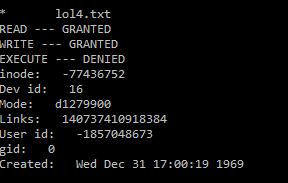 *      lol4.txt
READ --- GRANTED
WRITE --- GRANTED
EXECUTE --- DENIED
inode:   -77436752
Dev id:   16
Mode:   d1279900
Links:   140737410918384
User id:   -1857048673
gid:   0
Created:   Wed Dec 31 17:00:19 1969